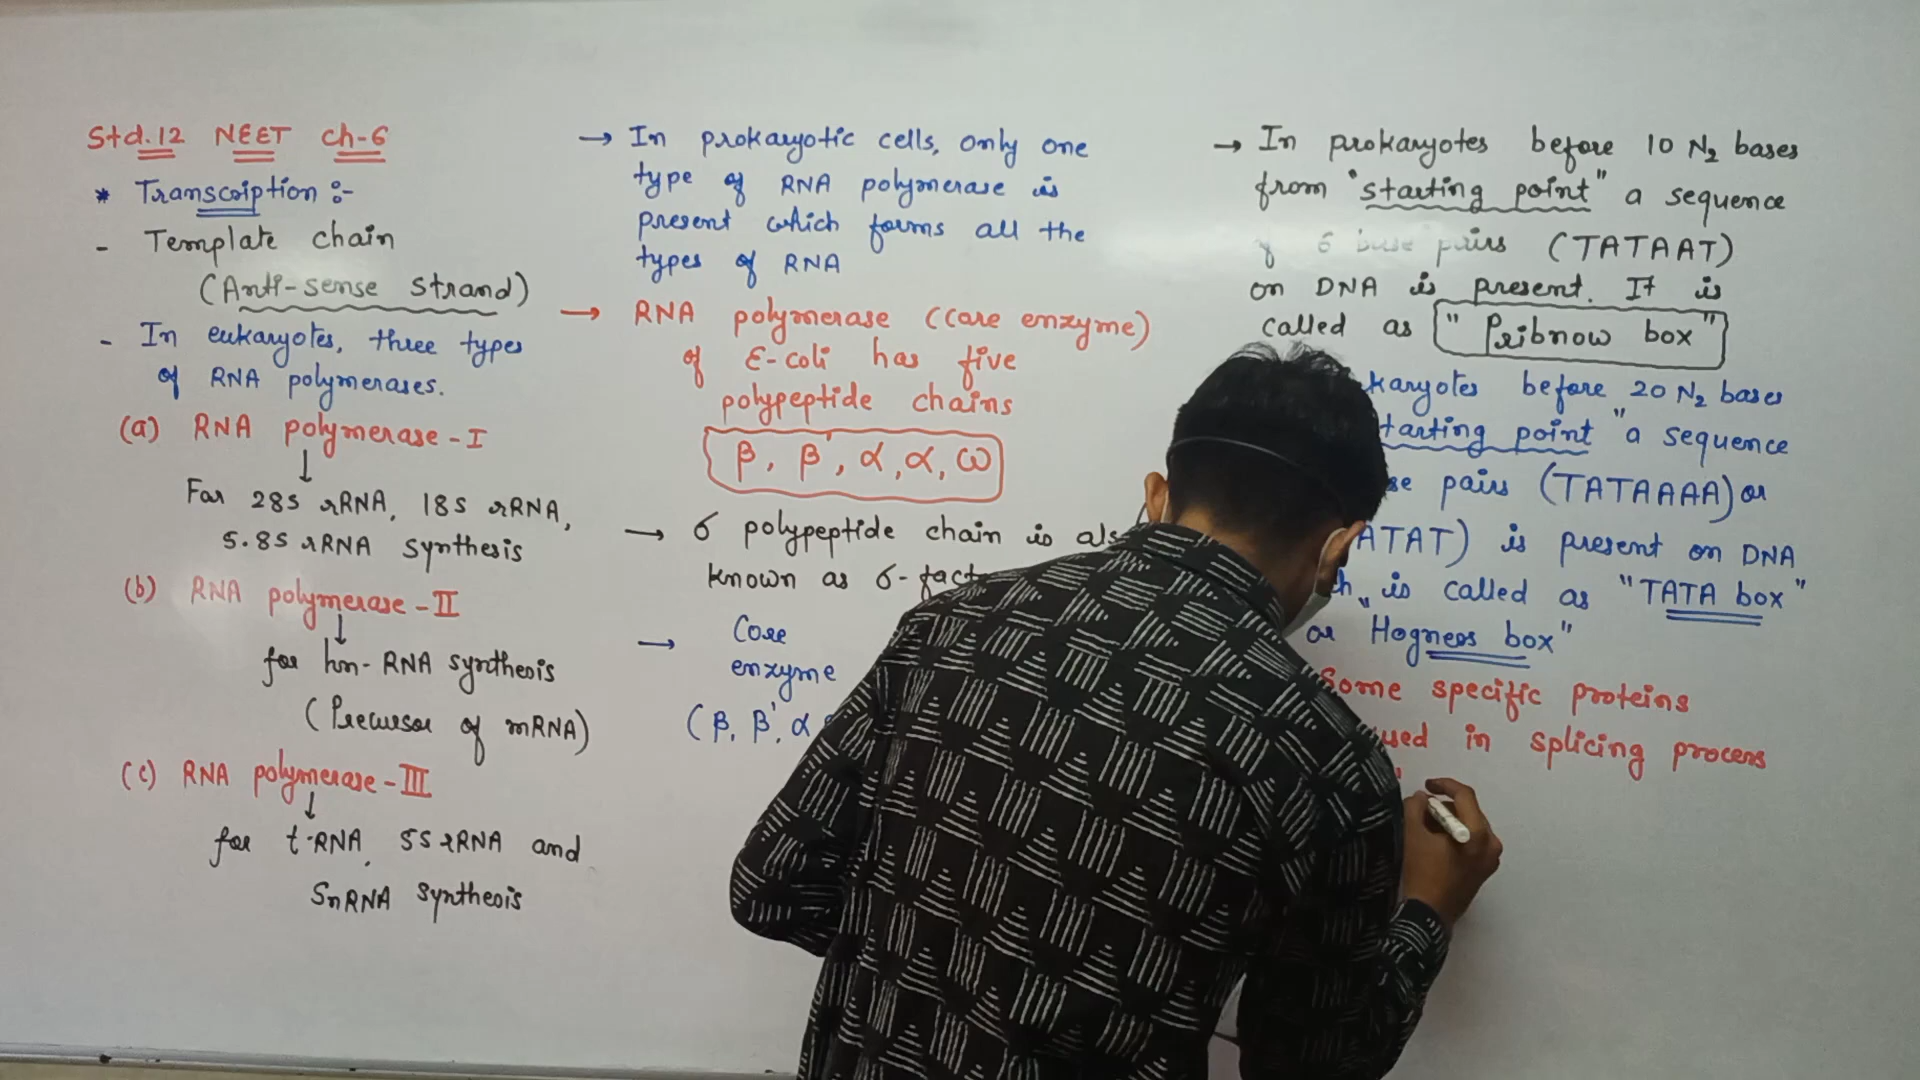 Std.12 NEET Ch-6
* Transcription :-
- Template chain
(Anti-sense strand)
- In eukaryotes, three types
of RNA polymerases.
(a) RNA polymerase - I
↓
For 28S rRNA, 18S rRNA,
5.8S rRNA synthesis
(b) RNA polymerase - II
↓
for hn-RNA synthesis
(Precursor of mRNA)
(c) RNA polymerase - III
↓
for t-RNA, 5S rRNA and
SnRNA synthesis
→ In prokaryotic cells, only one
type of RNA polymerase is
present which forms all the
types of RNA
→ RNA polymerase (core enzyme)
of E-coli has five
polypeptide chains
β, β', α, α, ω
→ σ polypeptide chain is
known as σ-
→ Core
enzyme
(β, β', α
→ In prokaryotes before 10 N2 bases
from "starting point" a sequence
of 6 base pairs (TATAAT)
on DNA is present. It is
called as "Pribnow box"
before 20 N2 bases
point" a sequence
pairs (TATAAAA) or
ATAT) is present on DNA
is called as "TATA box"
or "Hogness box"
Some specific proteins
in splicing process